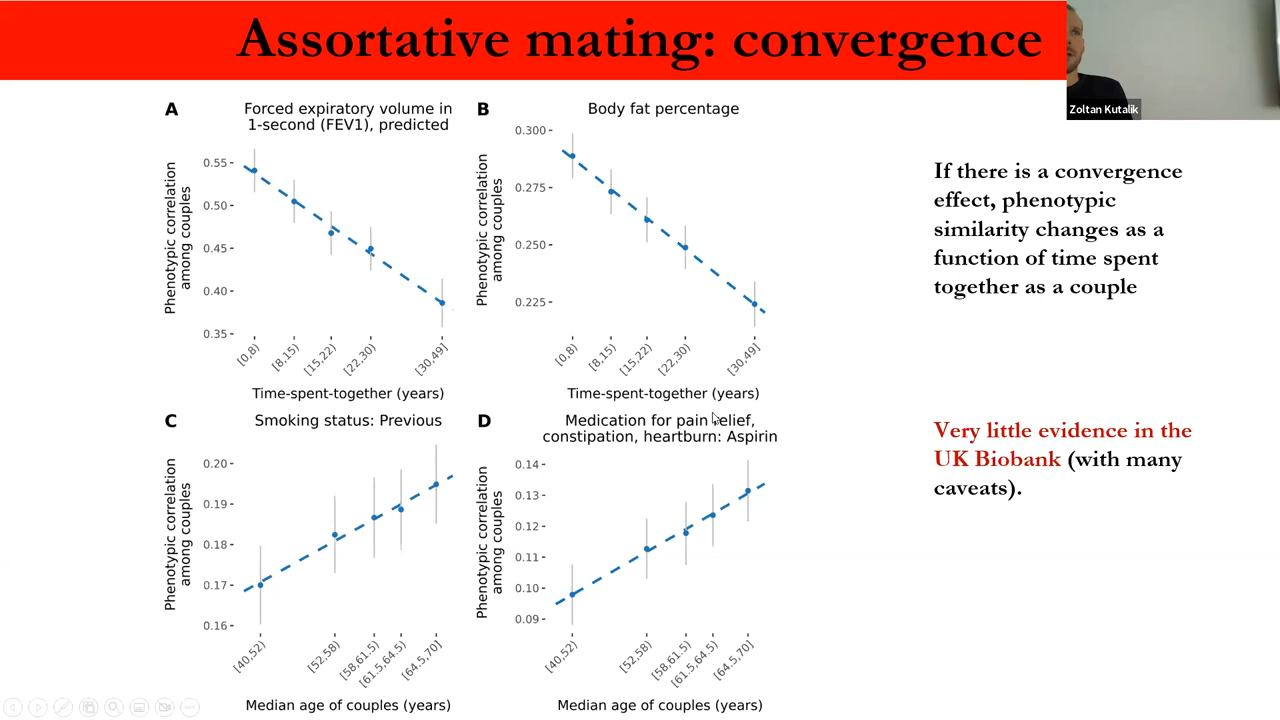 Assortative mating: convergence
Zoltan Kutalik
A
Forced expiratory volume in
1-second (FEV1), predicted
Phenotypic correlation
among couples
0.55
0.50
0.45
0.40
0.35
[0,8)
[8,15)
[15,22)
[22,30)
[30,49]
Time-spent-together (years)
B
Body fat percentage
Phenotypic correlation
among couples
0.300
0.275
0.250
0.225
[0,8)
[8,15)
[15,22)
[22,30)
[30,49]
Time-spent-together (years)
If there is a convergence
effect, phenotypic
similarity changes as a
function of time spent
together as a couple
C
Smoking status: Previous
Phenotypic correlation
among couples
0.20
0.19
0.18
0.17
0.16
[40,52)
[52,58)
[58,61.5)
[61.5,64.5)
[64.5,70]
Median age of couples (years)
D
Medication for pain relief,
constipation, heartburn: Aspirin
Phenotypic correlation
among couples
0.14
0.13
0.12
0.11
0.10
0.09
[40,52)
[52,58)
[58,61.5)
[61.5,64.5)
[64.5,70]
Median age of couples (years)
Very little evidence in the
UK Biobank (with many
caveats).